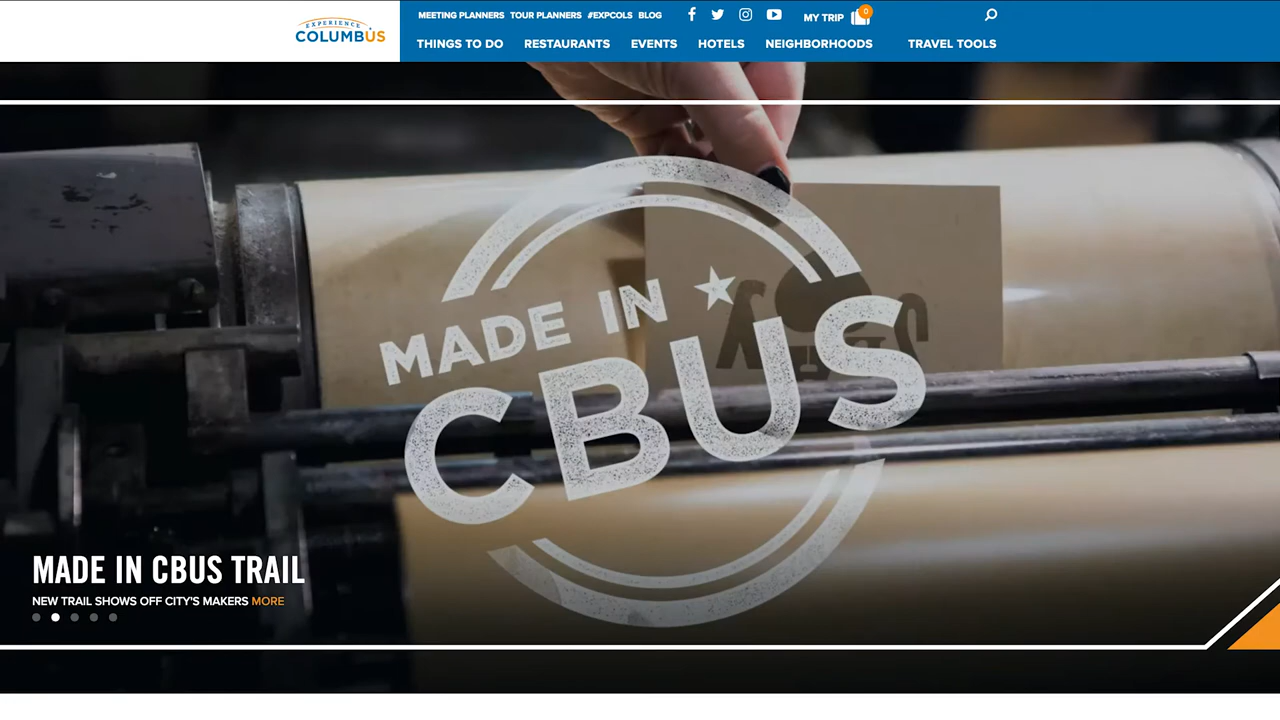 EXPERIENCE
COLUMBUS
MEETING PLANNERS TOUR PLANNERS #EXPCOLS BLOG
MY TRIP 0
THINGS TO DO RESTAURANTS EVENTS HOTELS NEIGHBORHOODS TRAVEL TOOLS
MADE IN
CBUS
MADE IN CBUS TRAIL
NEW TRAIL SHOWS OFF CITY'S MAKERS MORE